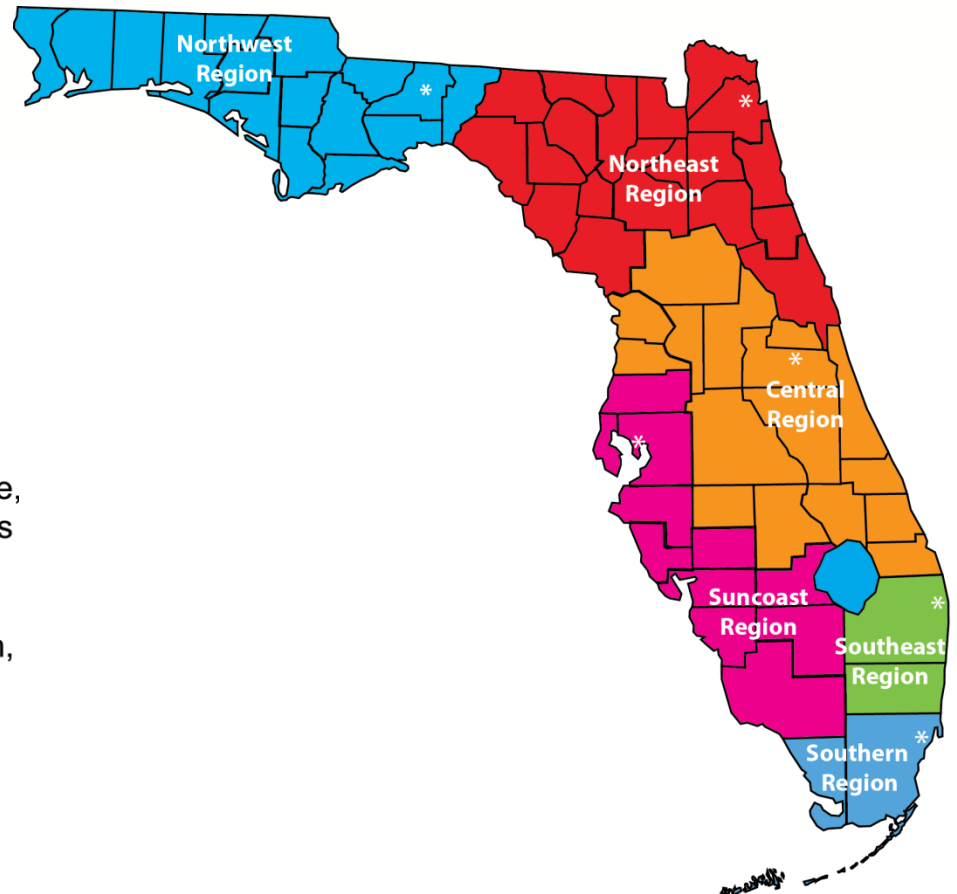 Northwest
Region
*
*
Northeast
Region
*
Central
Region
*
e,
s
Suncoast
Region
*
,
Southeast
Region
*
Southern
Region